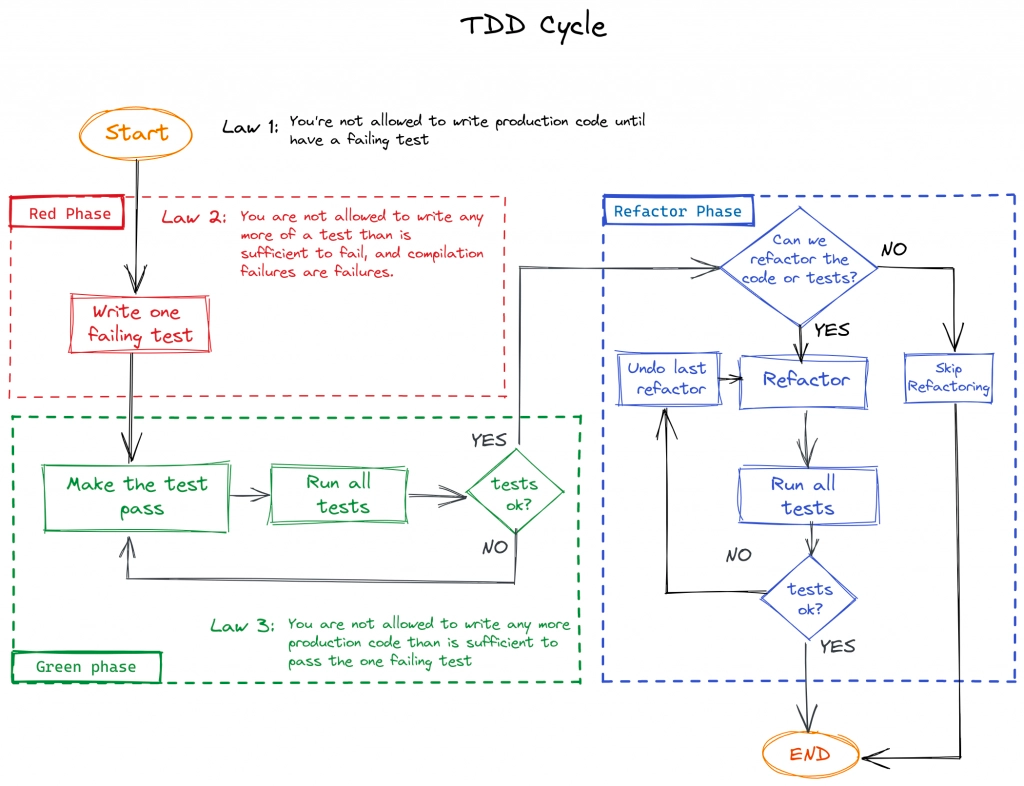 TDD Cycle
Start
Law 1: You're not allowed to write production code until
have a failing test
Red Phase
Law 2: You are not allowed to write any
more of a test than is
sufficient to fail, and compilation
failures are failures.
Write one
failing test
Make the test
pass
Run all
tests
YES
tests
ok?
NO
Law 3: You are not allowed to write any more
production code than is sufficient to
pass the one failing test
Green phase
Refactor Phase
Can we
refactor the
code or tests?
NO
YES
Undo last
refactor
Refactor
Skip
Refactoring
Run all
tests
NO
tests
ok?
YES
END